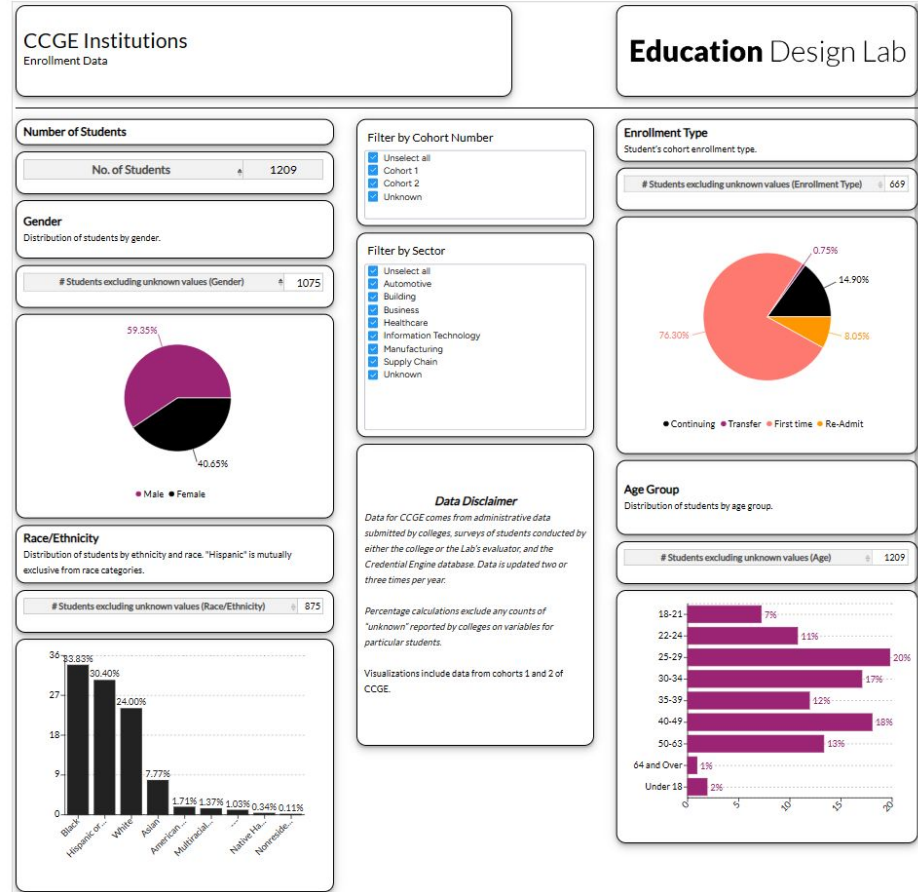 CCGE Institutions
Enrollment Data
Education Design Lab
Number of Students
No. of Students 1209
Gender
Distribution of students by gender.
# Students excluding unknown values (Gender) 1075
59.35%
40.65%
Male Female
Race/Ethnicity
Distribution of students by ethnicity and race. "Hispanic" is mutually
exclusive from race categories.
# Students excluding unknown values (Race/Ethnicity) 875
36
27
18
9
0
33.83%
30.40%
24.00%
7.77%
1.71%
1.37%
1.03%
0.34%
0.11%
Black
Hispanic or...
White
Asian
American ...
Multiracial...
...
Native Ha...
Nonreside...
Filter by Cohort Number
Unselect all
Cohort 1
Cohort 2
Unknown
Filter by Sector
Unselect all
Automotive
Building
Business
Healthcare
Information Technology
Manufacturing
Supply Chain
Unknown
Data Disclaimer
Data for CCGE comes from administrative data
submitted by colleges, surveys of students conducted by
either the college or the Lab's evaluator, and the
Credential Engine database. Data is updated two or
three times per year.
Percentage calculations exclude any counts of
"unknown" reported by colleges on variables for
particular students.
Visualizations include data from cohorts 1 and 2 of
CCGE.
Enrollment Type
Student's cohort enrollment type.
# Students excluding unknown values (Enrollment Type) 669
0.75%
14.90%
76.30%
8.05%
Continuing Transfer First time Re-Admit
Age Group
Distribution of students by age group.
# Students excluding unknown values (Age) 1209
18-21 7%
22-24 11%
25-29 20%
30-34 17%
35-39 12%
40-49 18%
50-63 13%
64 and Over 1%
Under 18 2%
0 5 10 15 20